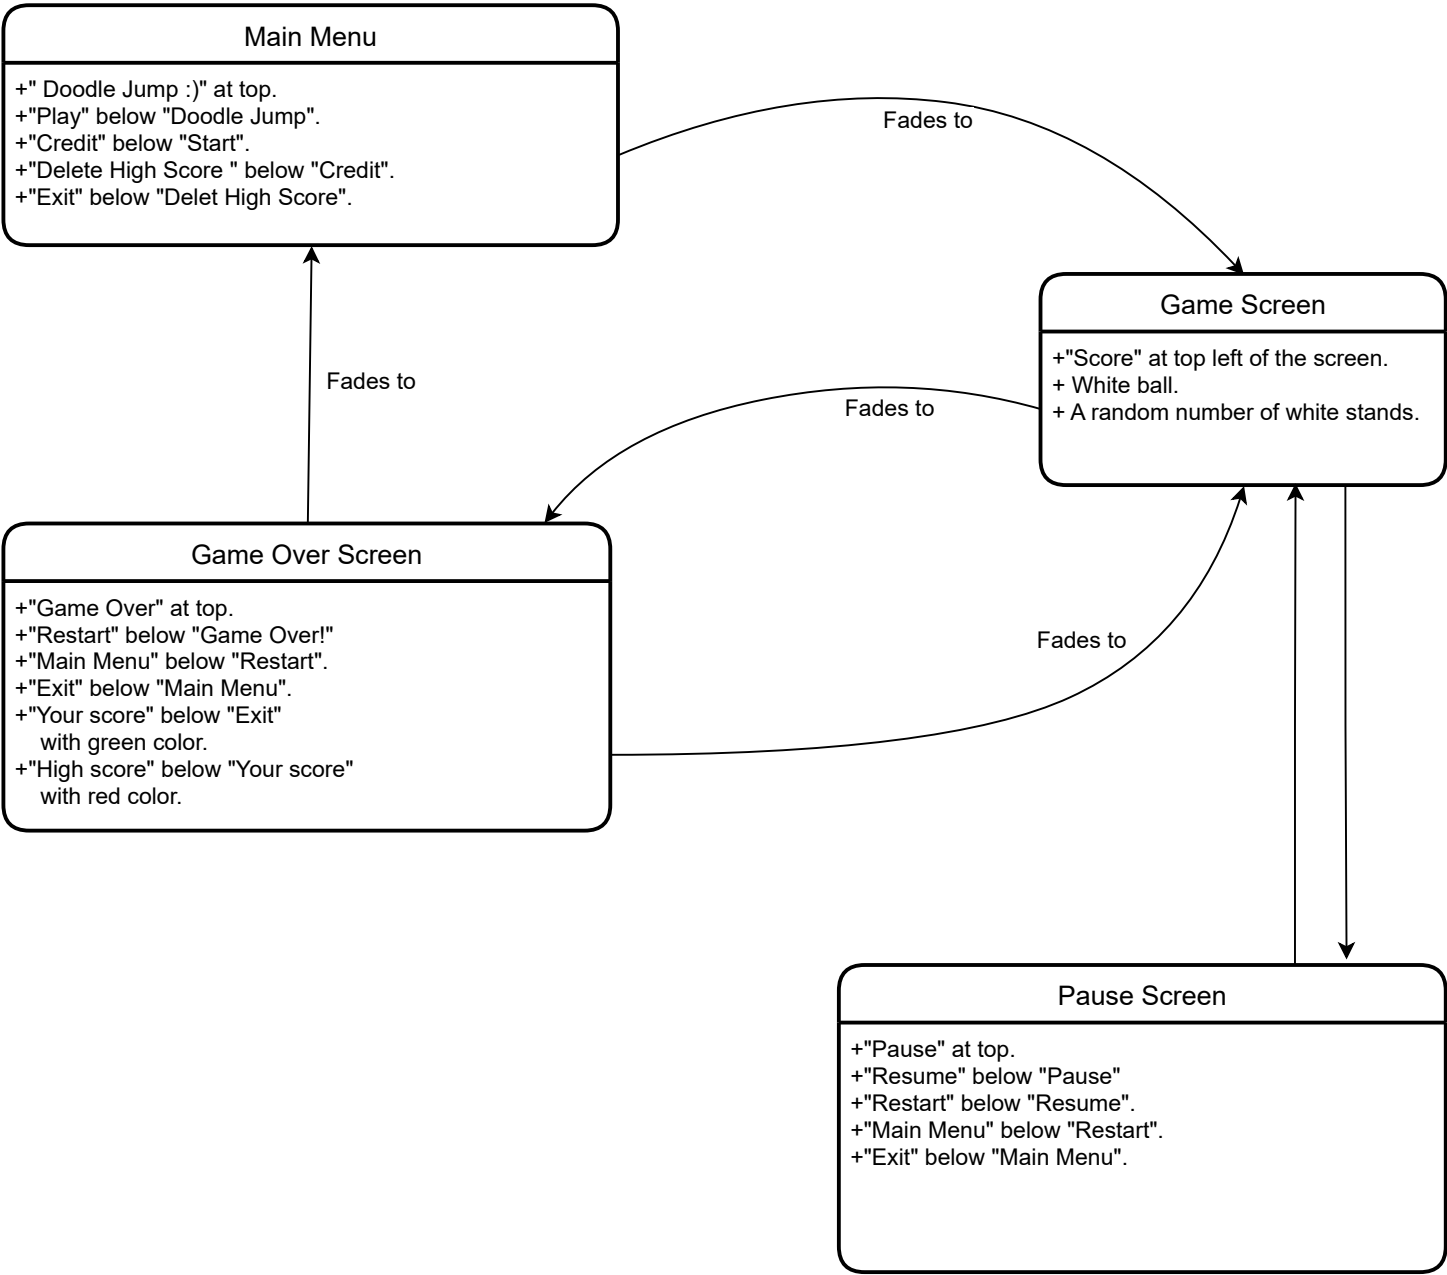 Main Menu
+" Doodle Jump :)" at top.
+"Play" below "Doodle Jump".
+"Credit" below "Start".
+"Delete High Score " below "Credit".
+"Exit" below "Delet High Score".
Fades to
Game Screen
+"Score" at top left of the screen.
+ White ball.
+ A random number of white stands.
Fades to
Fades to
Game Over Screen
+"Game Over" at top.
+"Restart" below "Game Over!"
+"Main Menu" below "Restart".
+"Exit" below "Main Menu".
+"Your score" below "Exit"
with green color.
+"High score" below "Your score"
with red color.
Fades to
Pause Screen
+"Pause" at top.
+"Resume" below "Pause"
+"Restart" below "Resume".
+"Main Menu" below "Restart".
+"Exit" below "Main Menu".